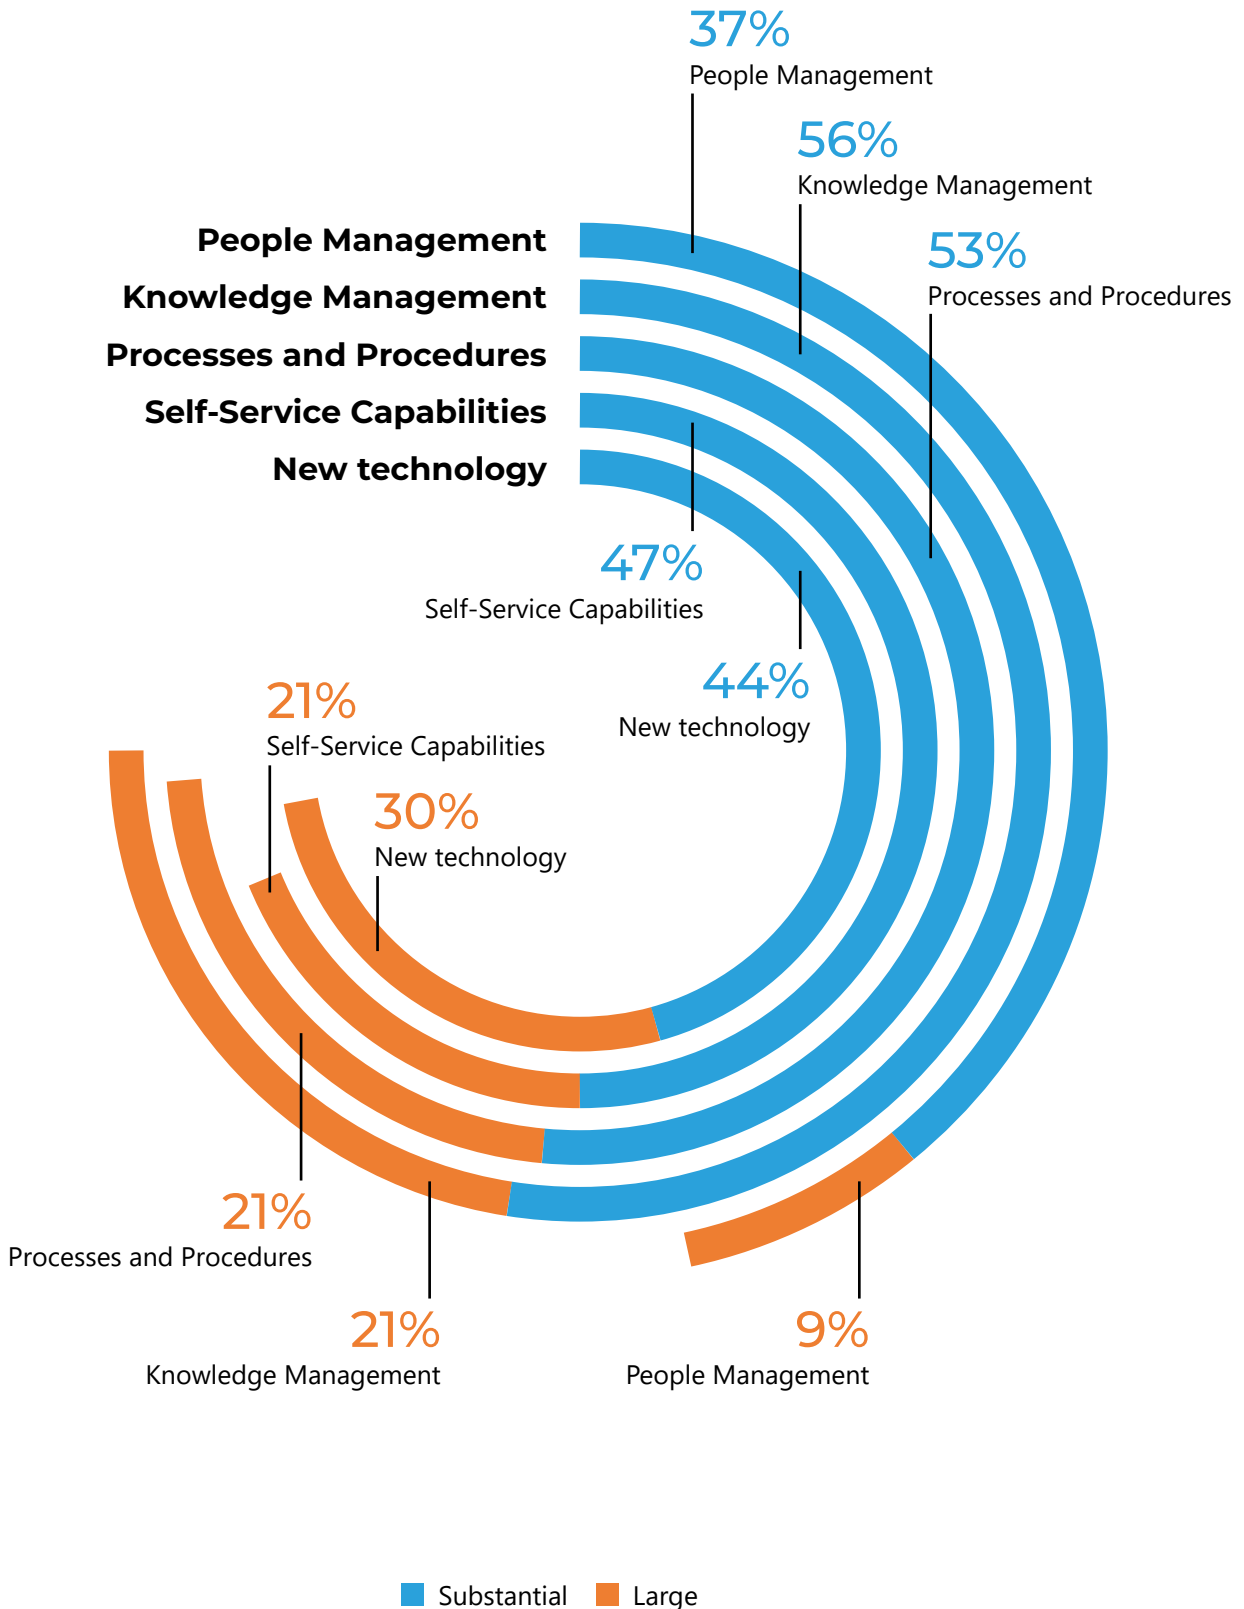 37%
People Management
56%
Knowledge Management
53%
Processes and Procedures
People Management
Knowledge Management
Processes and Procedures
Self-Service Capabilities
New technology
47%
Self-Service Capabilities
44%
New technology
21%
Self-Service Capabilities
30%
New technology
21%
Processes and Procedures
21%
Knowledge Management
9%
People Management
Substantial
Large